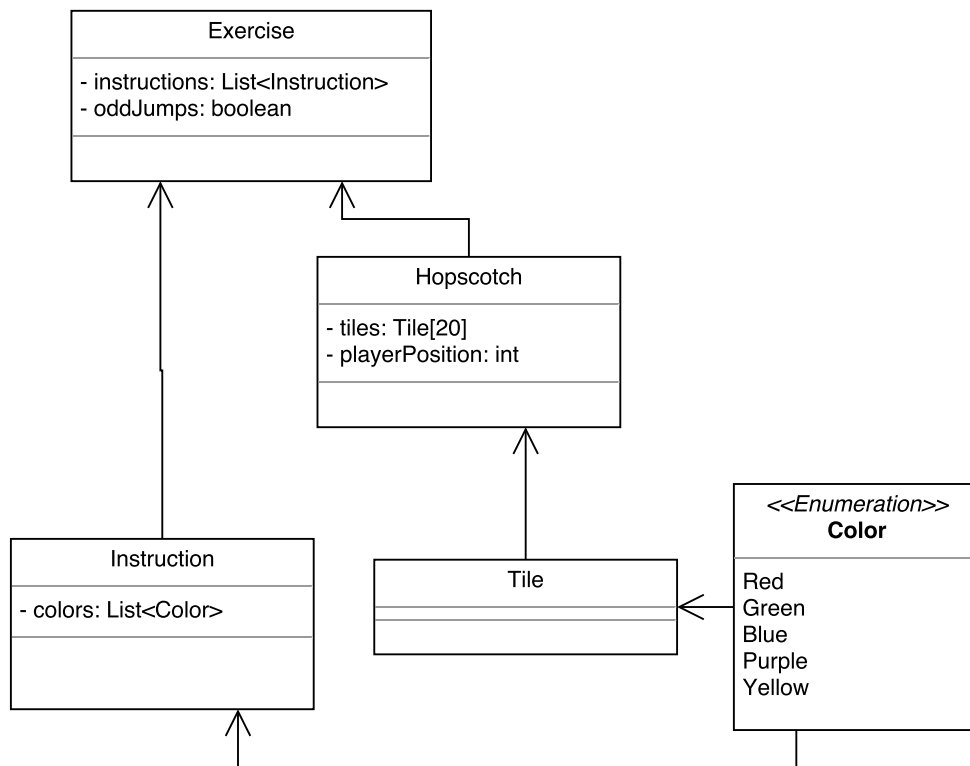 Exercise
- instructions: List<Instruction>
- oddJumps: boolean
Hopscotch
- tiles: Tile[20]
- playerPosition: int
Instruction
- colors: List<Color>
Tile
<<Enumeration>>
Color
Red
Green
Blue
Purple
Yellow